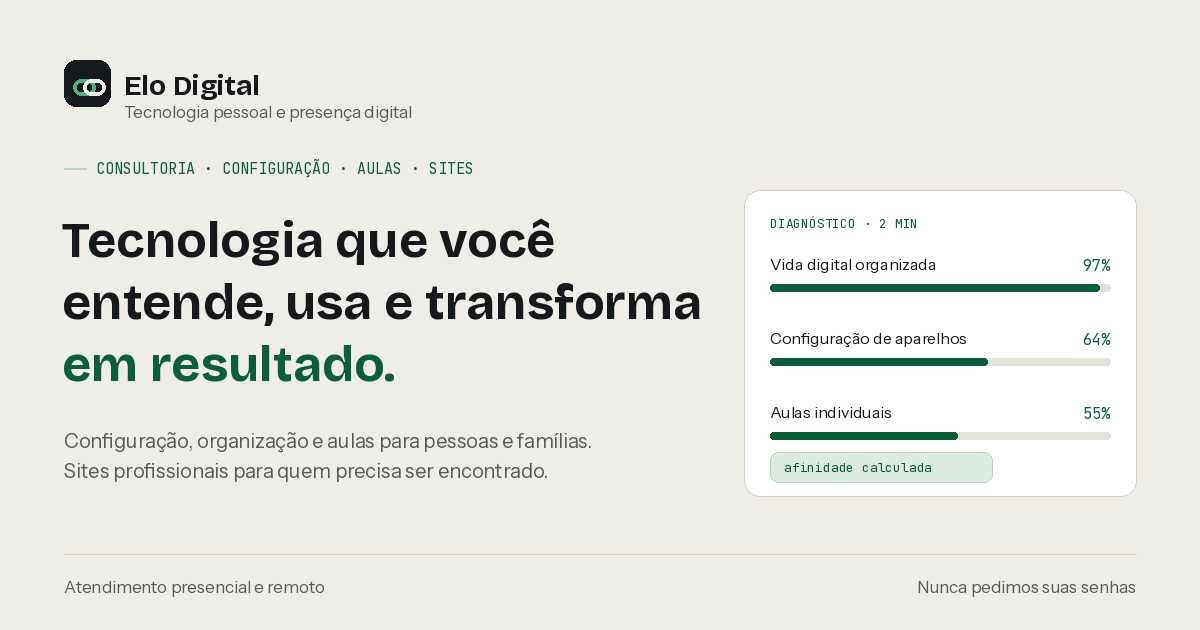 Elo Digital
Tecnologia pessoal e presença digital
CONSULTORIA · CONFIGURAÇÃO · AULAS · SITES
Tecnologia que você
entende, usa e transforma
em resultado.
Configuração, organização e aulas para pessoas e famílias.
Sites profissionais para quem precisa ser encontrado.
DIAGNÓSTICO · 2 MIN
Vida digital organizada 97%
Configuração de aparelhos 64%
Aulas individuais 55%
afinidade calculada
Atendimento presencial e remoto
Nunca pedimos suas senhas